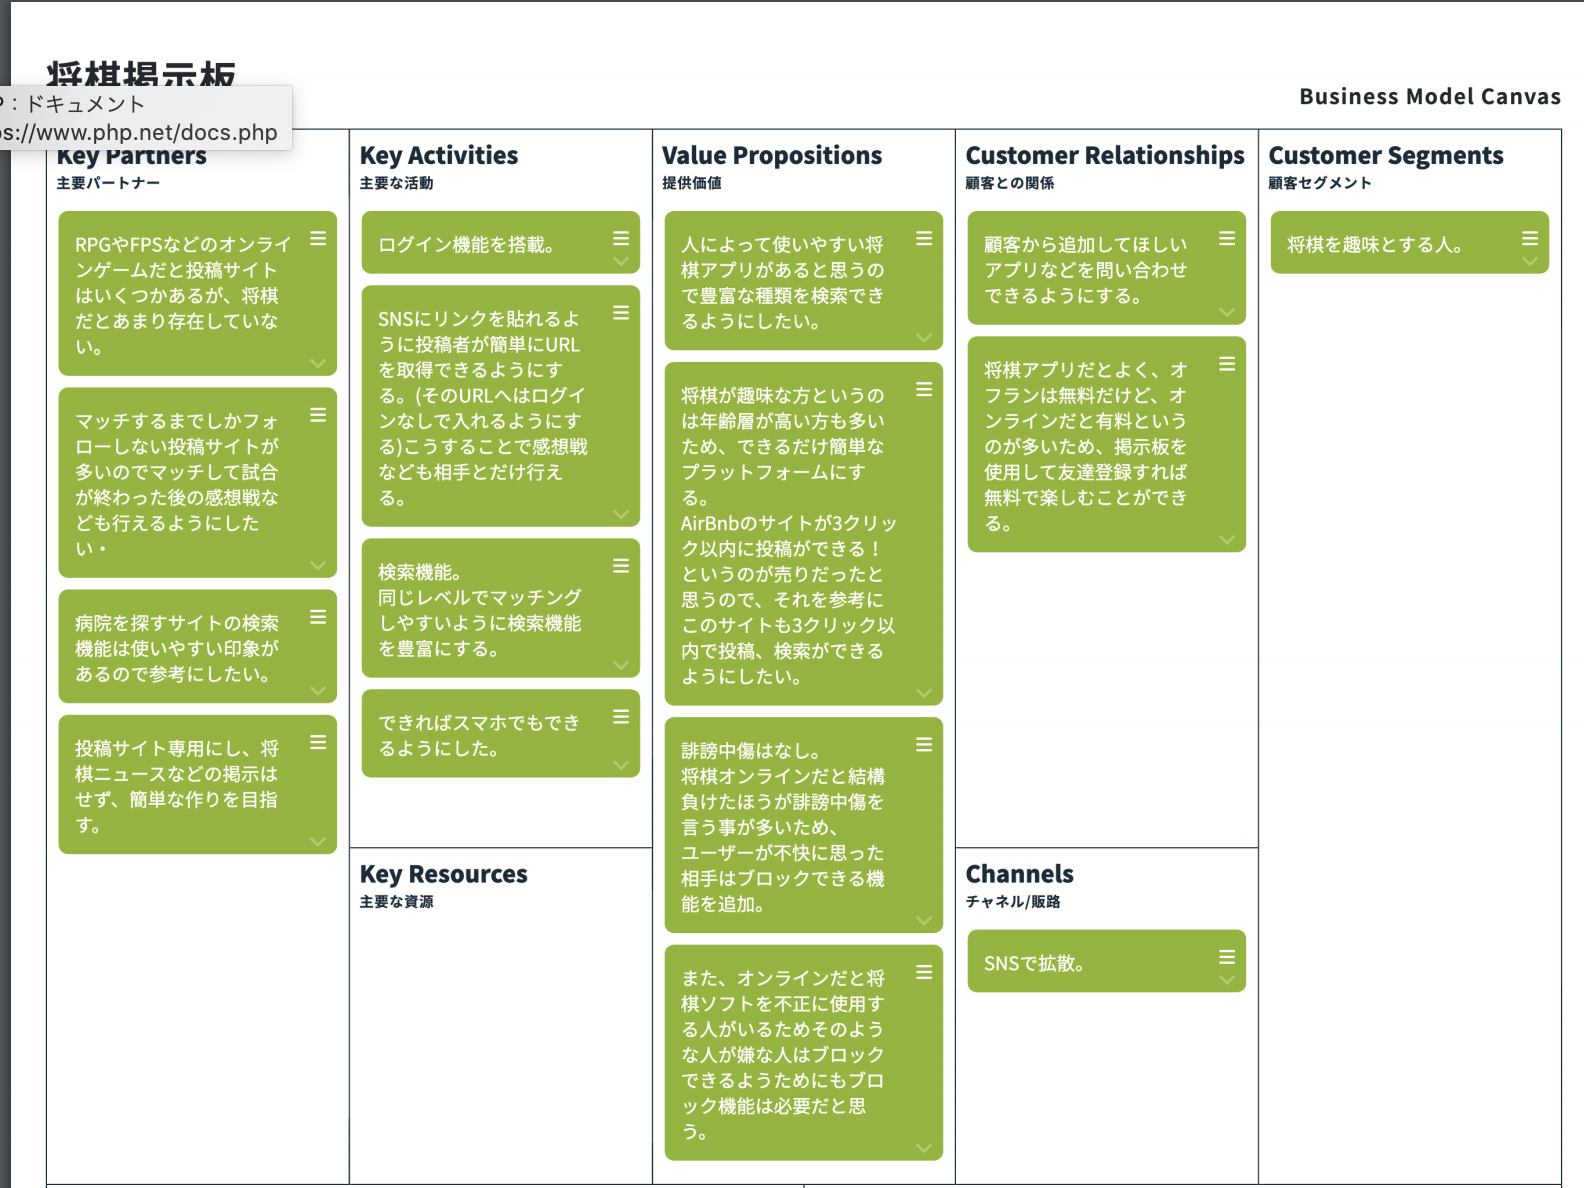 将棋掲示板
P：ドキュメント
ps://www.php.net/docs.php
Business Model Canvas
Key Partners
主要パートナー
RPGやFPSなどのオンライ
ンゲームだと投稿サイト
はいくつかあるが、将棋
だとあまり存在していな
い。
マッチするまでしかフォ
ローしない投稿サイトが
多いのでマッチして試合
が終わった後の感想戦な
ども行えるようにした
い・
病院を探すサイトの検索
機能は使いやすい印象が
あるので参考にしたい。
投稿サイト専用にし、将
棋ニュースなどの掲示は
せず、簡単な作りを目指
す。
Key Activities
主要な活動
ログイン機能を搭載。
SNSにリンクを貼れるよ
うに投稿者が簡単にURL
を取得できるようにす
る。(そのURLへはログイ
ンなしで入れるようにす
る)こうすることで感想戦
なども相手とだけ行え
る。
検索機能。
同じレベルでマッチング
しやすいように検索機能
を豊富にする。
できればスマホでもでき
るようにした。
Key Resources
主要な資源
Value Propositions
提供価値
人によって使いやすい将
棋アプリがあると思うの
で豊富な種類を検索でき
るようにしたい。
将棋が趣味な方というの
は年齢層が高い方も多い
ため、できるだけ簡単な
プラットフォームにす
る。
AirBnbのサイトが3クリッ
ク以内に投稿ができる！
というのが売りだったと
思うので、それを参考に
このサイトも3クリック以
内で投稿、検索ができる
ようにしたい。
誹謗中傷はなし。
将棋オンラインだと結構
負けたほうが誹謗中傷を
言う事が多いため、
ユーザーが不快に思った
相手はブロックできる機
能を追加。
また、オンラインだと将
棋ソフトを不正に使用す
る人がいるためそのよう
な人が嫌な人はブロック
できるようためにもブロ
ック機能は必要だと思
う。
Customer Relationships
顧客との関係
顧客から追加してほしい
アプリなどを問い合わせ
できるようにする。
将棋アプリだとよく、オ
フランは無料だけど、オ
ンラインだと有料という
のが多いため、掲示板を
使用して友達登録すれば
無料で楽しむことができ
る。
Channels
チャネル/販路
SNSで拡散。
Customer Segments
顧客セグメント
将棋を趣味とする人。